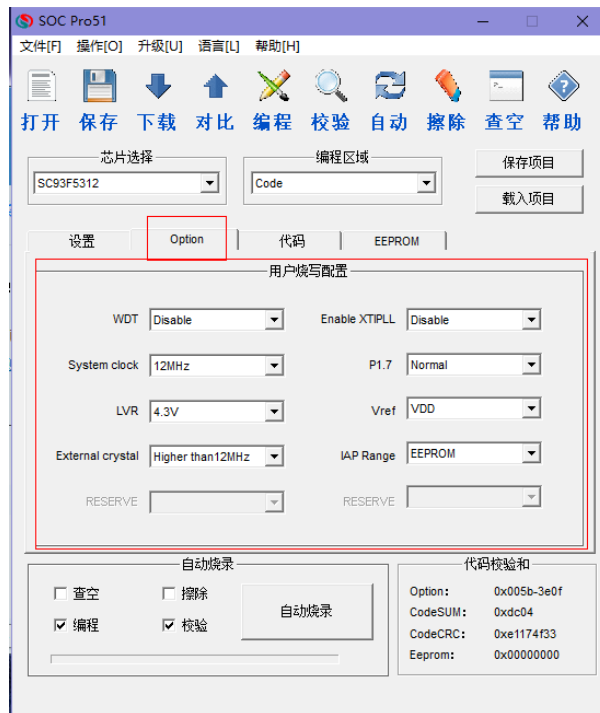 SOC Pro51
文件[F] 操作[O] 升级[U] 语言[L] 帮助[H]
打开 保存 下载 对比 编程 校验 自动 擦除 查空 帮助
芯片选择 编程区域 保存项目
SC93F5312 Code
载入项目
设置 Option 代码 EEPROM
用户烧写配置
WDT Disable Enable XTIPLL Disable
System clock 12MHz P1.7 Normal
LVR 4.3V Vref VDD
External crystal Higher than12MHz IAP Range EEPROM
RESERVE RESERVE
自动烧录 代码校验和
查空 擦除 自动烧录 Option: 0x005b-3e0f
CodeSUM: 0xdc04
编程 校验 CodeCRC: 0xe1174f33
Eeprom: 0x00000000